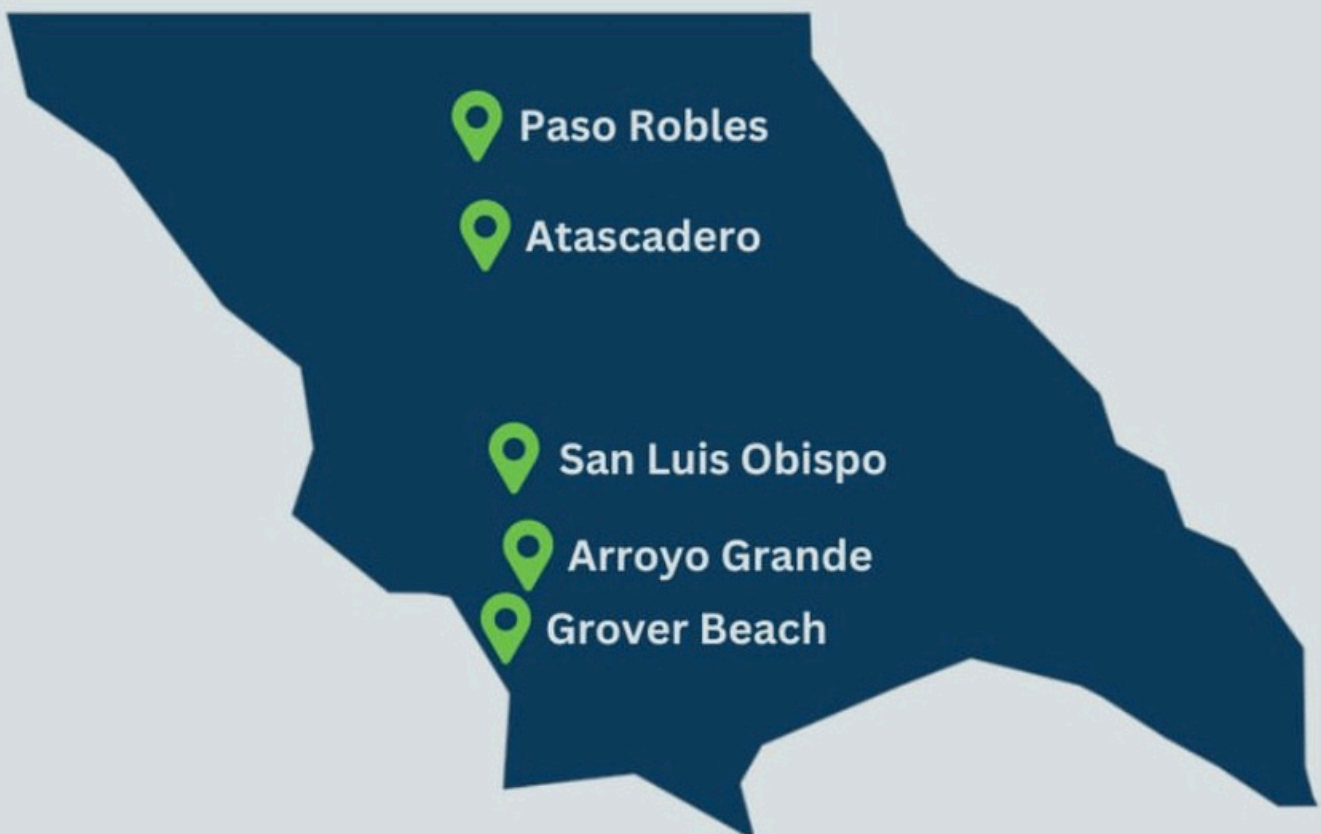 Paso Robles
Atascadero
San Luis Obispo
Arroyo Grande
Grover Beach